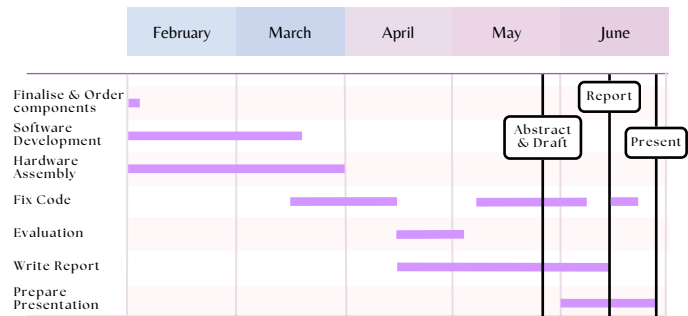 February March April May June
Finalise & Order
components
Report
Software
Development
Abstract
& Draft
Present
Hardware
Assembly
Fix Code
Evaluation
Write Report
Prepare
Presentation